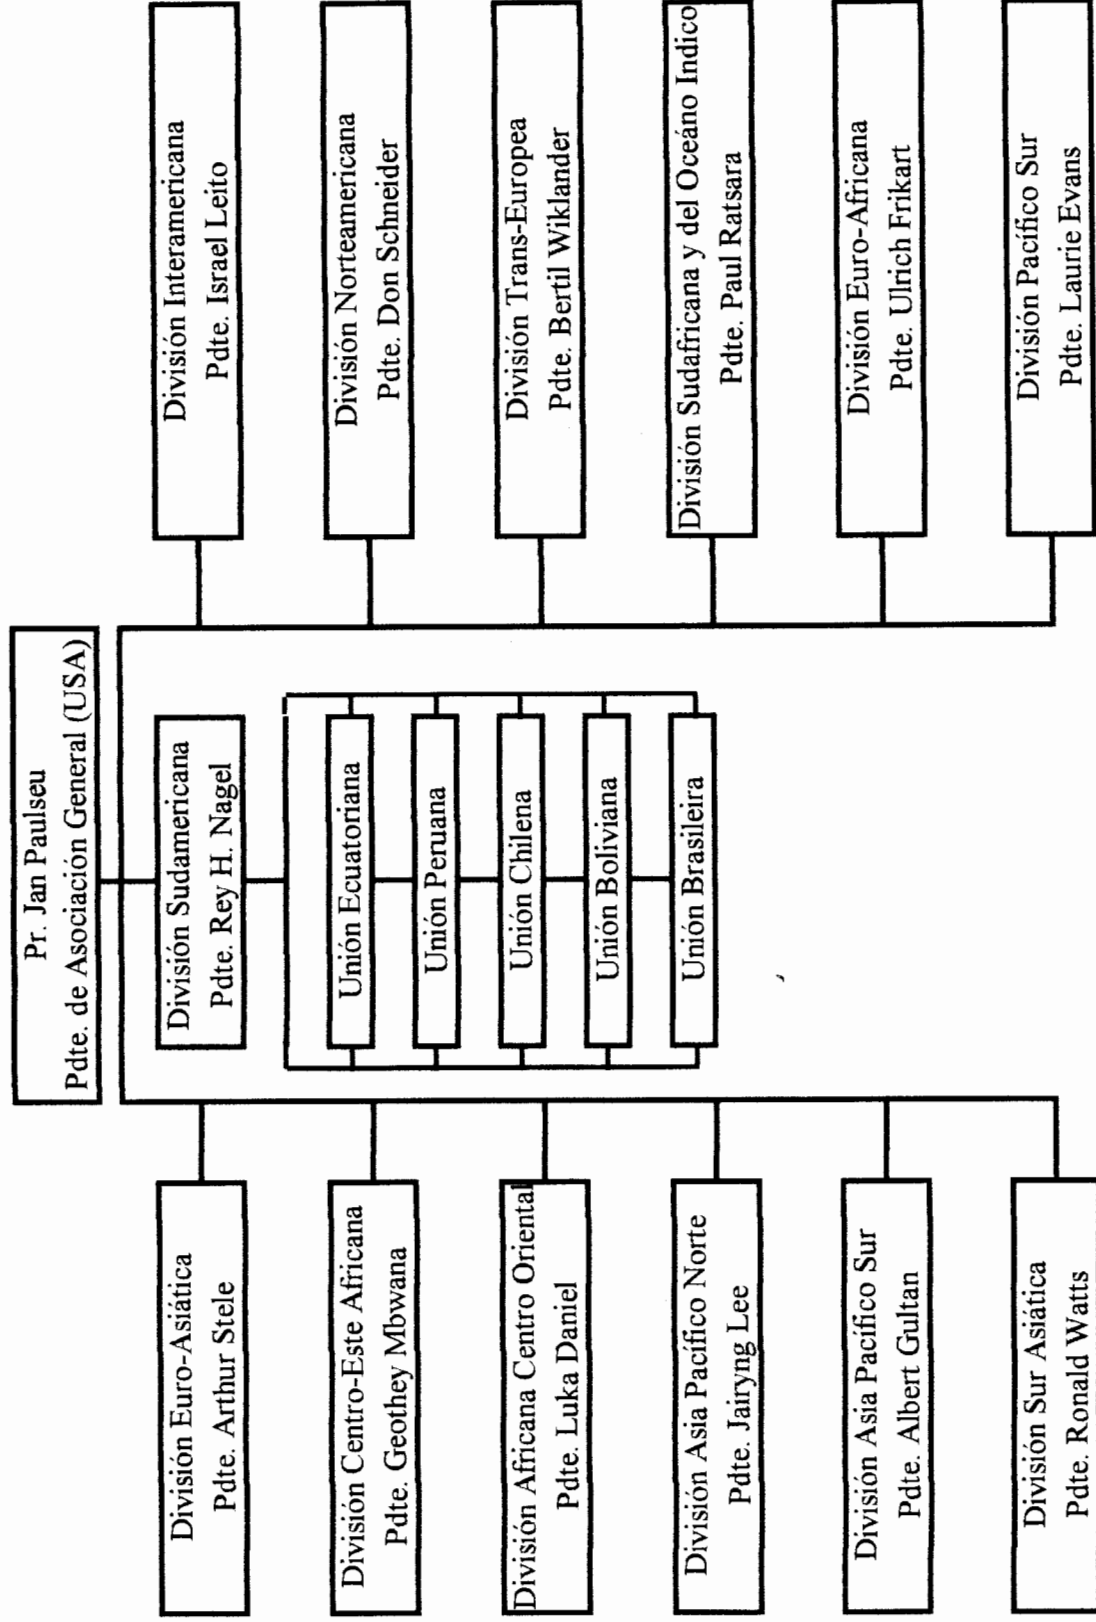 Pr. Jan Paulseu
Pdte. de Asociación General (USA)
División Sudamericana
Pdte. Rey H. Nagel
Unión Ecuatoriana
Unión Peruana
Unión Chilena
Unión Boliviana
Unión Brasileira
División Euro-Asiática
Pdte. Arthur Stele
División Centro-Este Africana
Pdte. Geothey Mbwana
División Africana Centro Oriental
Pdte. Luka Daniel
División Asia Pacífico Norte
Pdte. Jairyng Lee
División Asia Pacífico Sur
Pdte. Albert Gultan
División Sur Asiática
Pdte. Ronald Watts
División Interamericana
Pdte. Israel Leito
División Norteamericana
Pdte. Don Schneider
División Trans-Europea
Pdte. Bertil Wiklander
División Sudafricana y del Oceáno Indico
Pdte. Paul Ratsara
División Euro-Africana
Pdte. Ulrich Frikart
División Pacífico Sur
Pdte. Laurie Evans